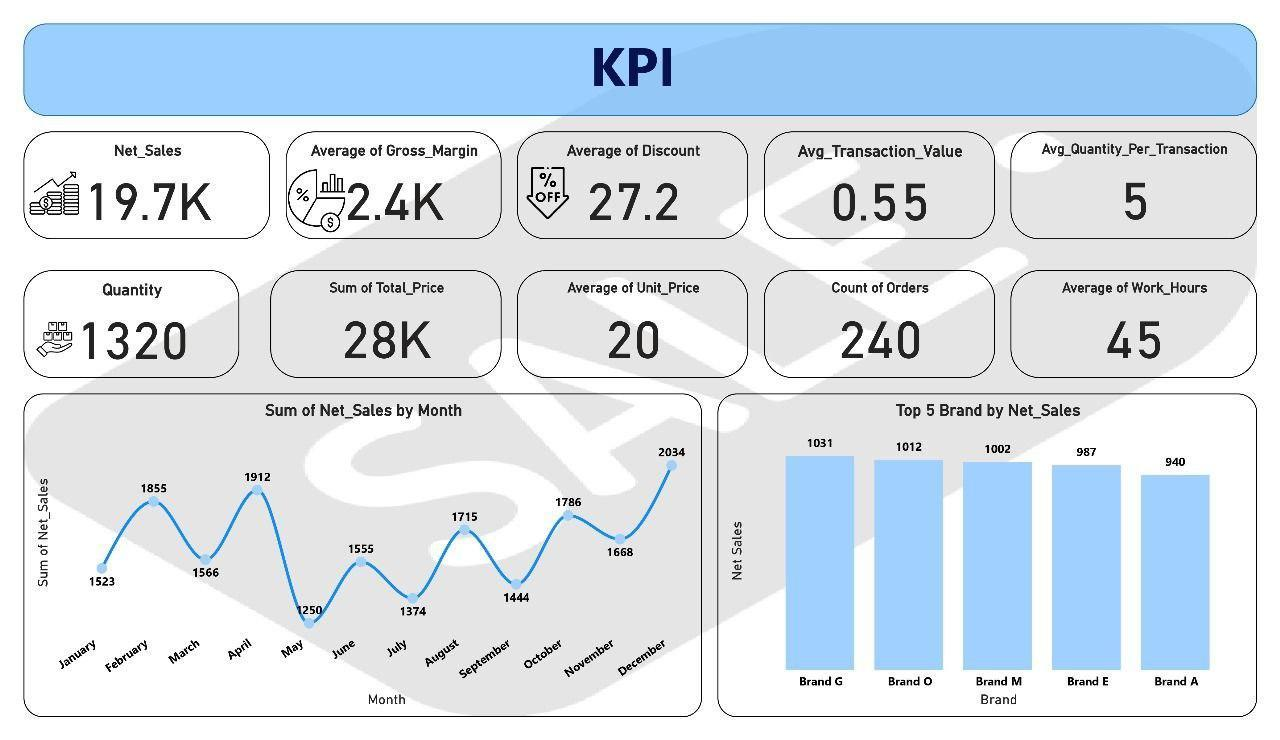 KPI
Net_Sales
19.7K
Average of Gross_Margin
%
$
2.4K
Average of Discount
%
OFF
27.2
Avg_Transaction_Value
0.55
Avg_Quantity_Per_Transaction
5
Quantity
1320
Sum of Total_Price
28K
Average of Unit_Price
20
Count of Orders
240
Average of Work_Hours
45
SALE
Sum of Net_Sales by Month
Sum of Net_Sales
1523
1855
1566
1912
1250
1555
1374
1715
1444
1786
1668
2034
January
February
March
April
May
June
July
August
September
October
November
December
Month
Top 5 Brand by Net_Sales
Net Sales
1031
1012
1002
987
940
Brand G
Brand O
Brand M
Brand E
Brand A
Brand